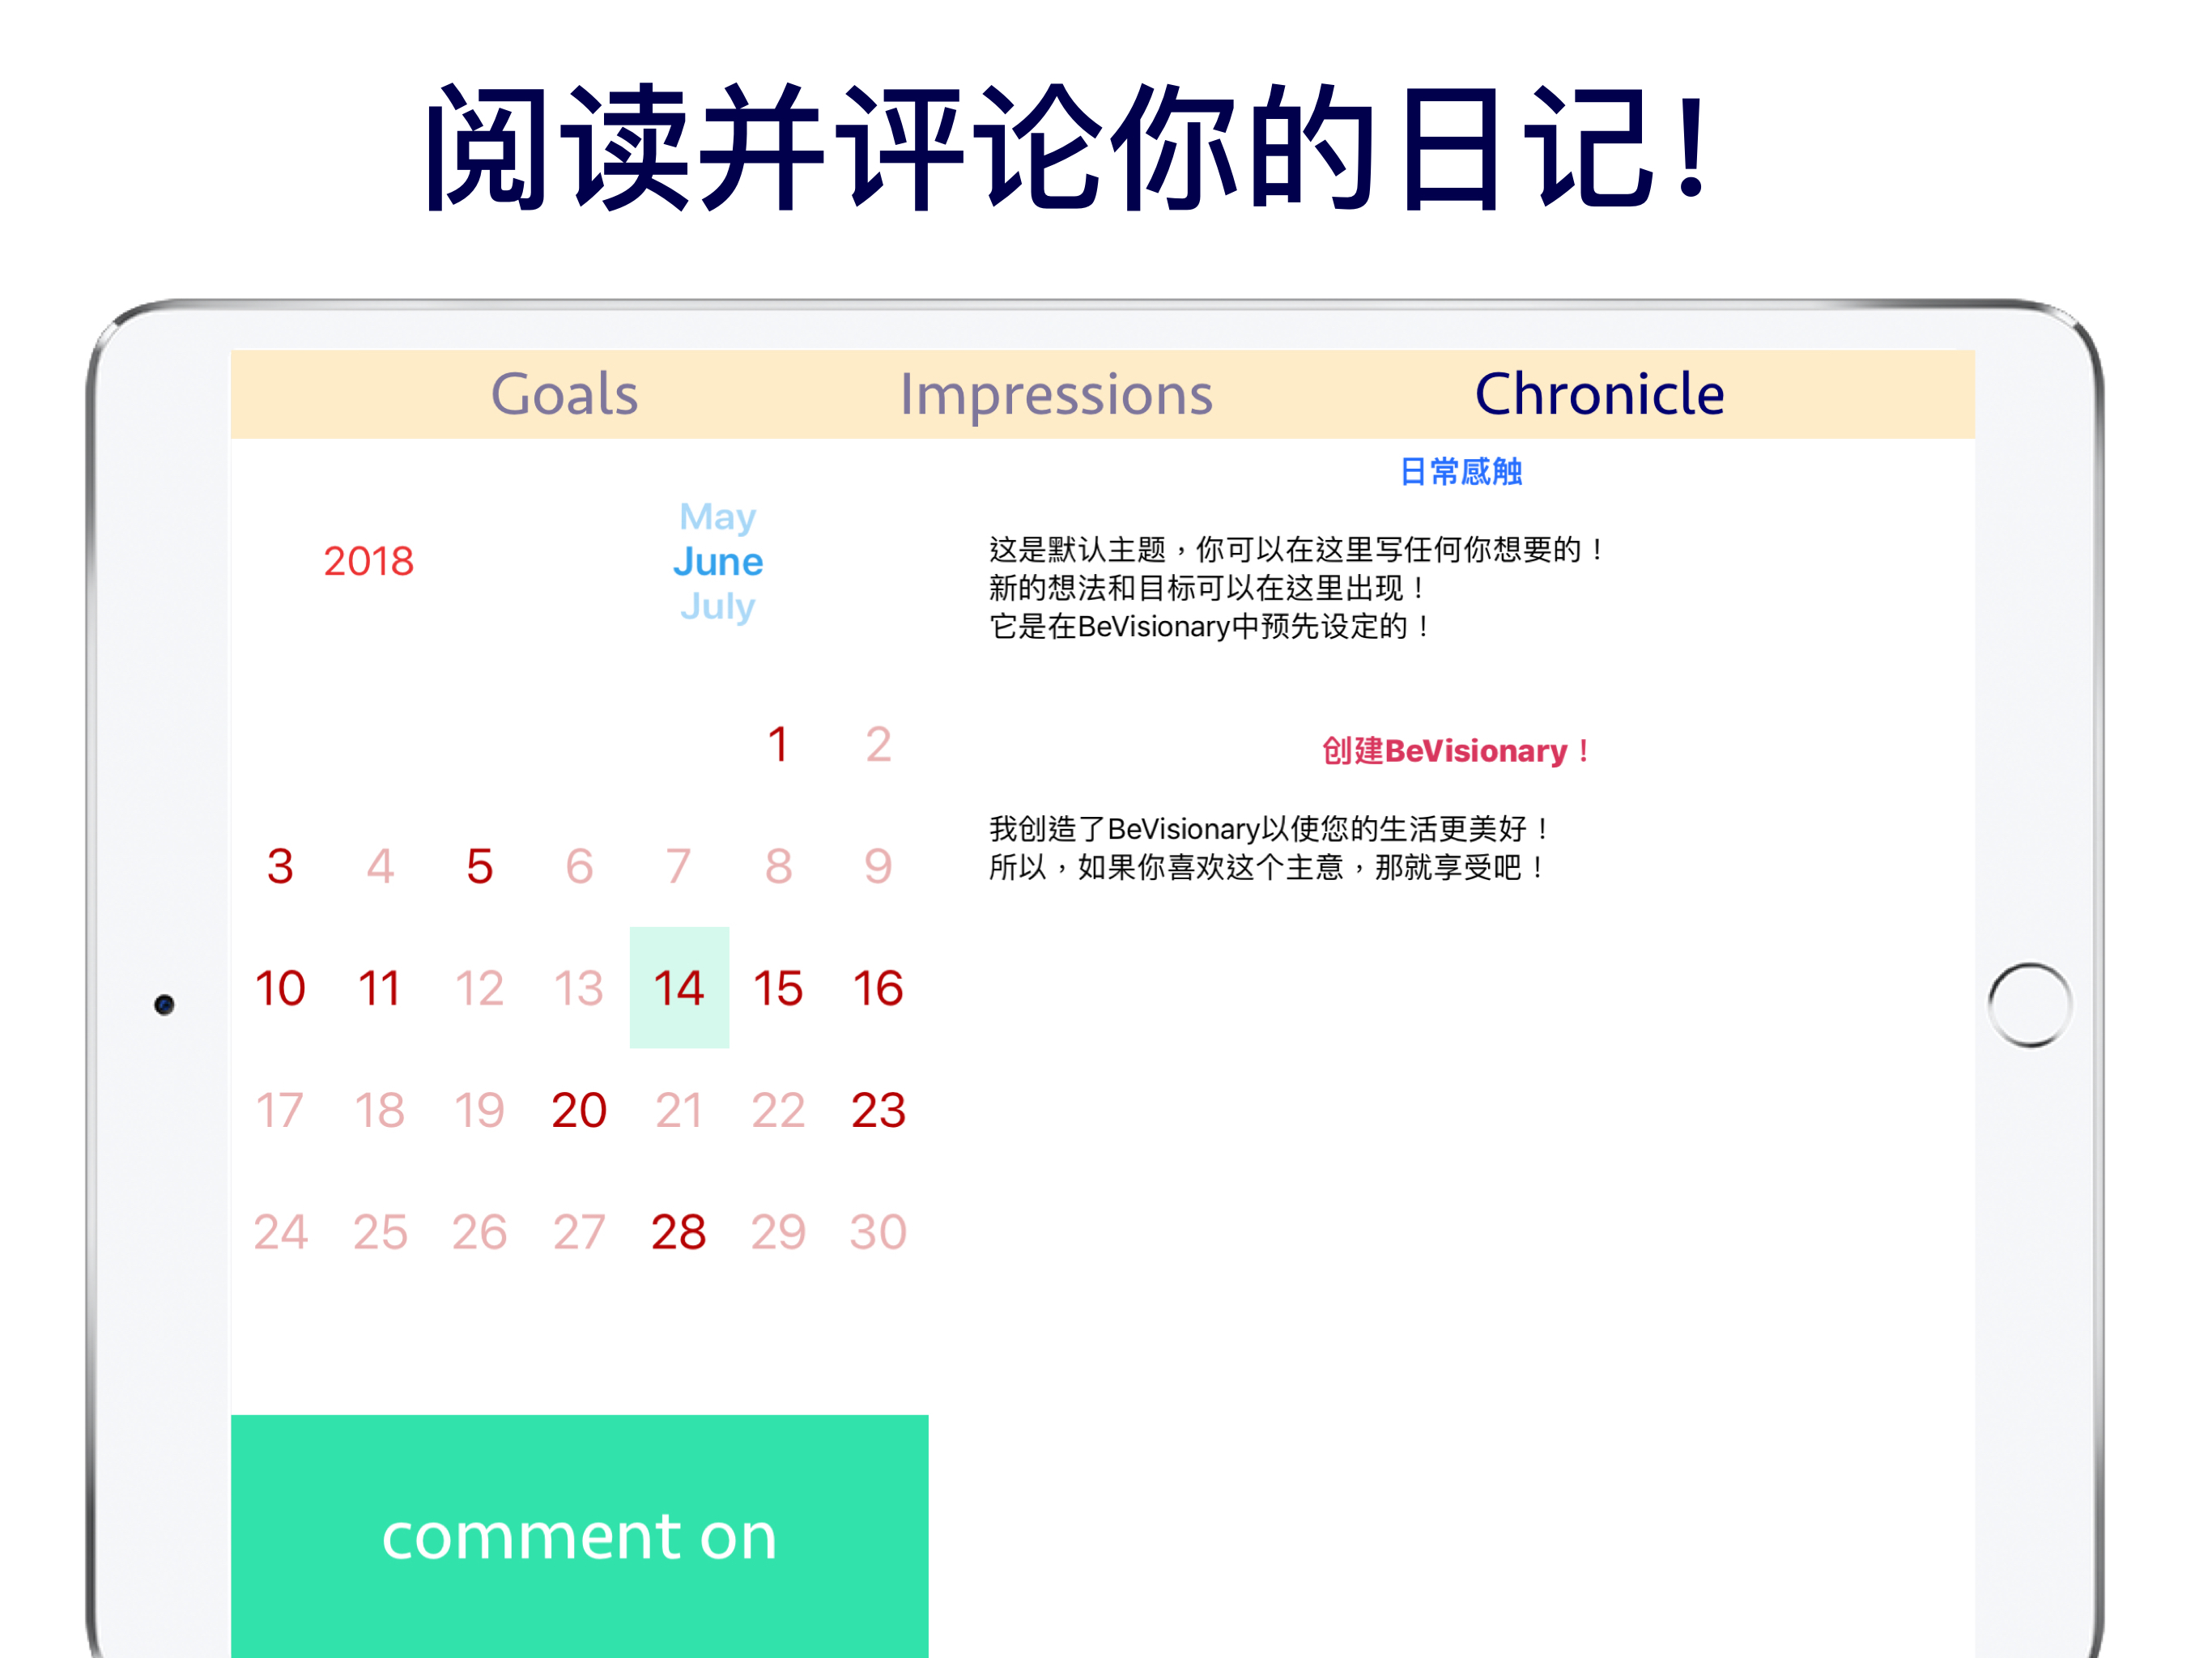 阅读并评论你的日记！
Goals Impressions Chronicle
May
2018 June
July
1 2
3 4 5 6 7 8 9
10 11 12 13 14 15 16
17 18 19 20 21 22 23
24 25 26 27 28 29 30
comment on
日常感触
这是默认主题，你可以在这里写任何你想要的！
新的想法和目标可以在这里出现！
它是在BeVisionary中预先设定的！
创建BeVisionary！
我创造了BeVisionary以使您的生活更美好！
所以，如果你喜欢这个主意，那就享受吧！